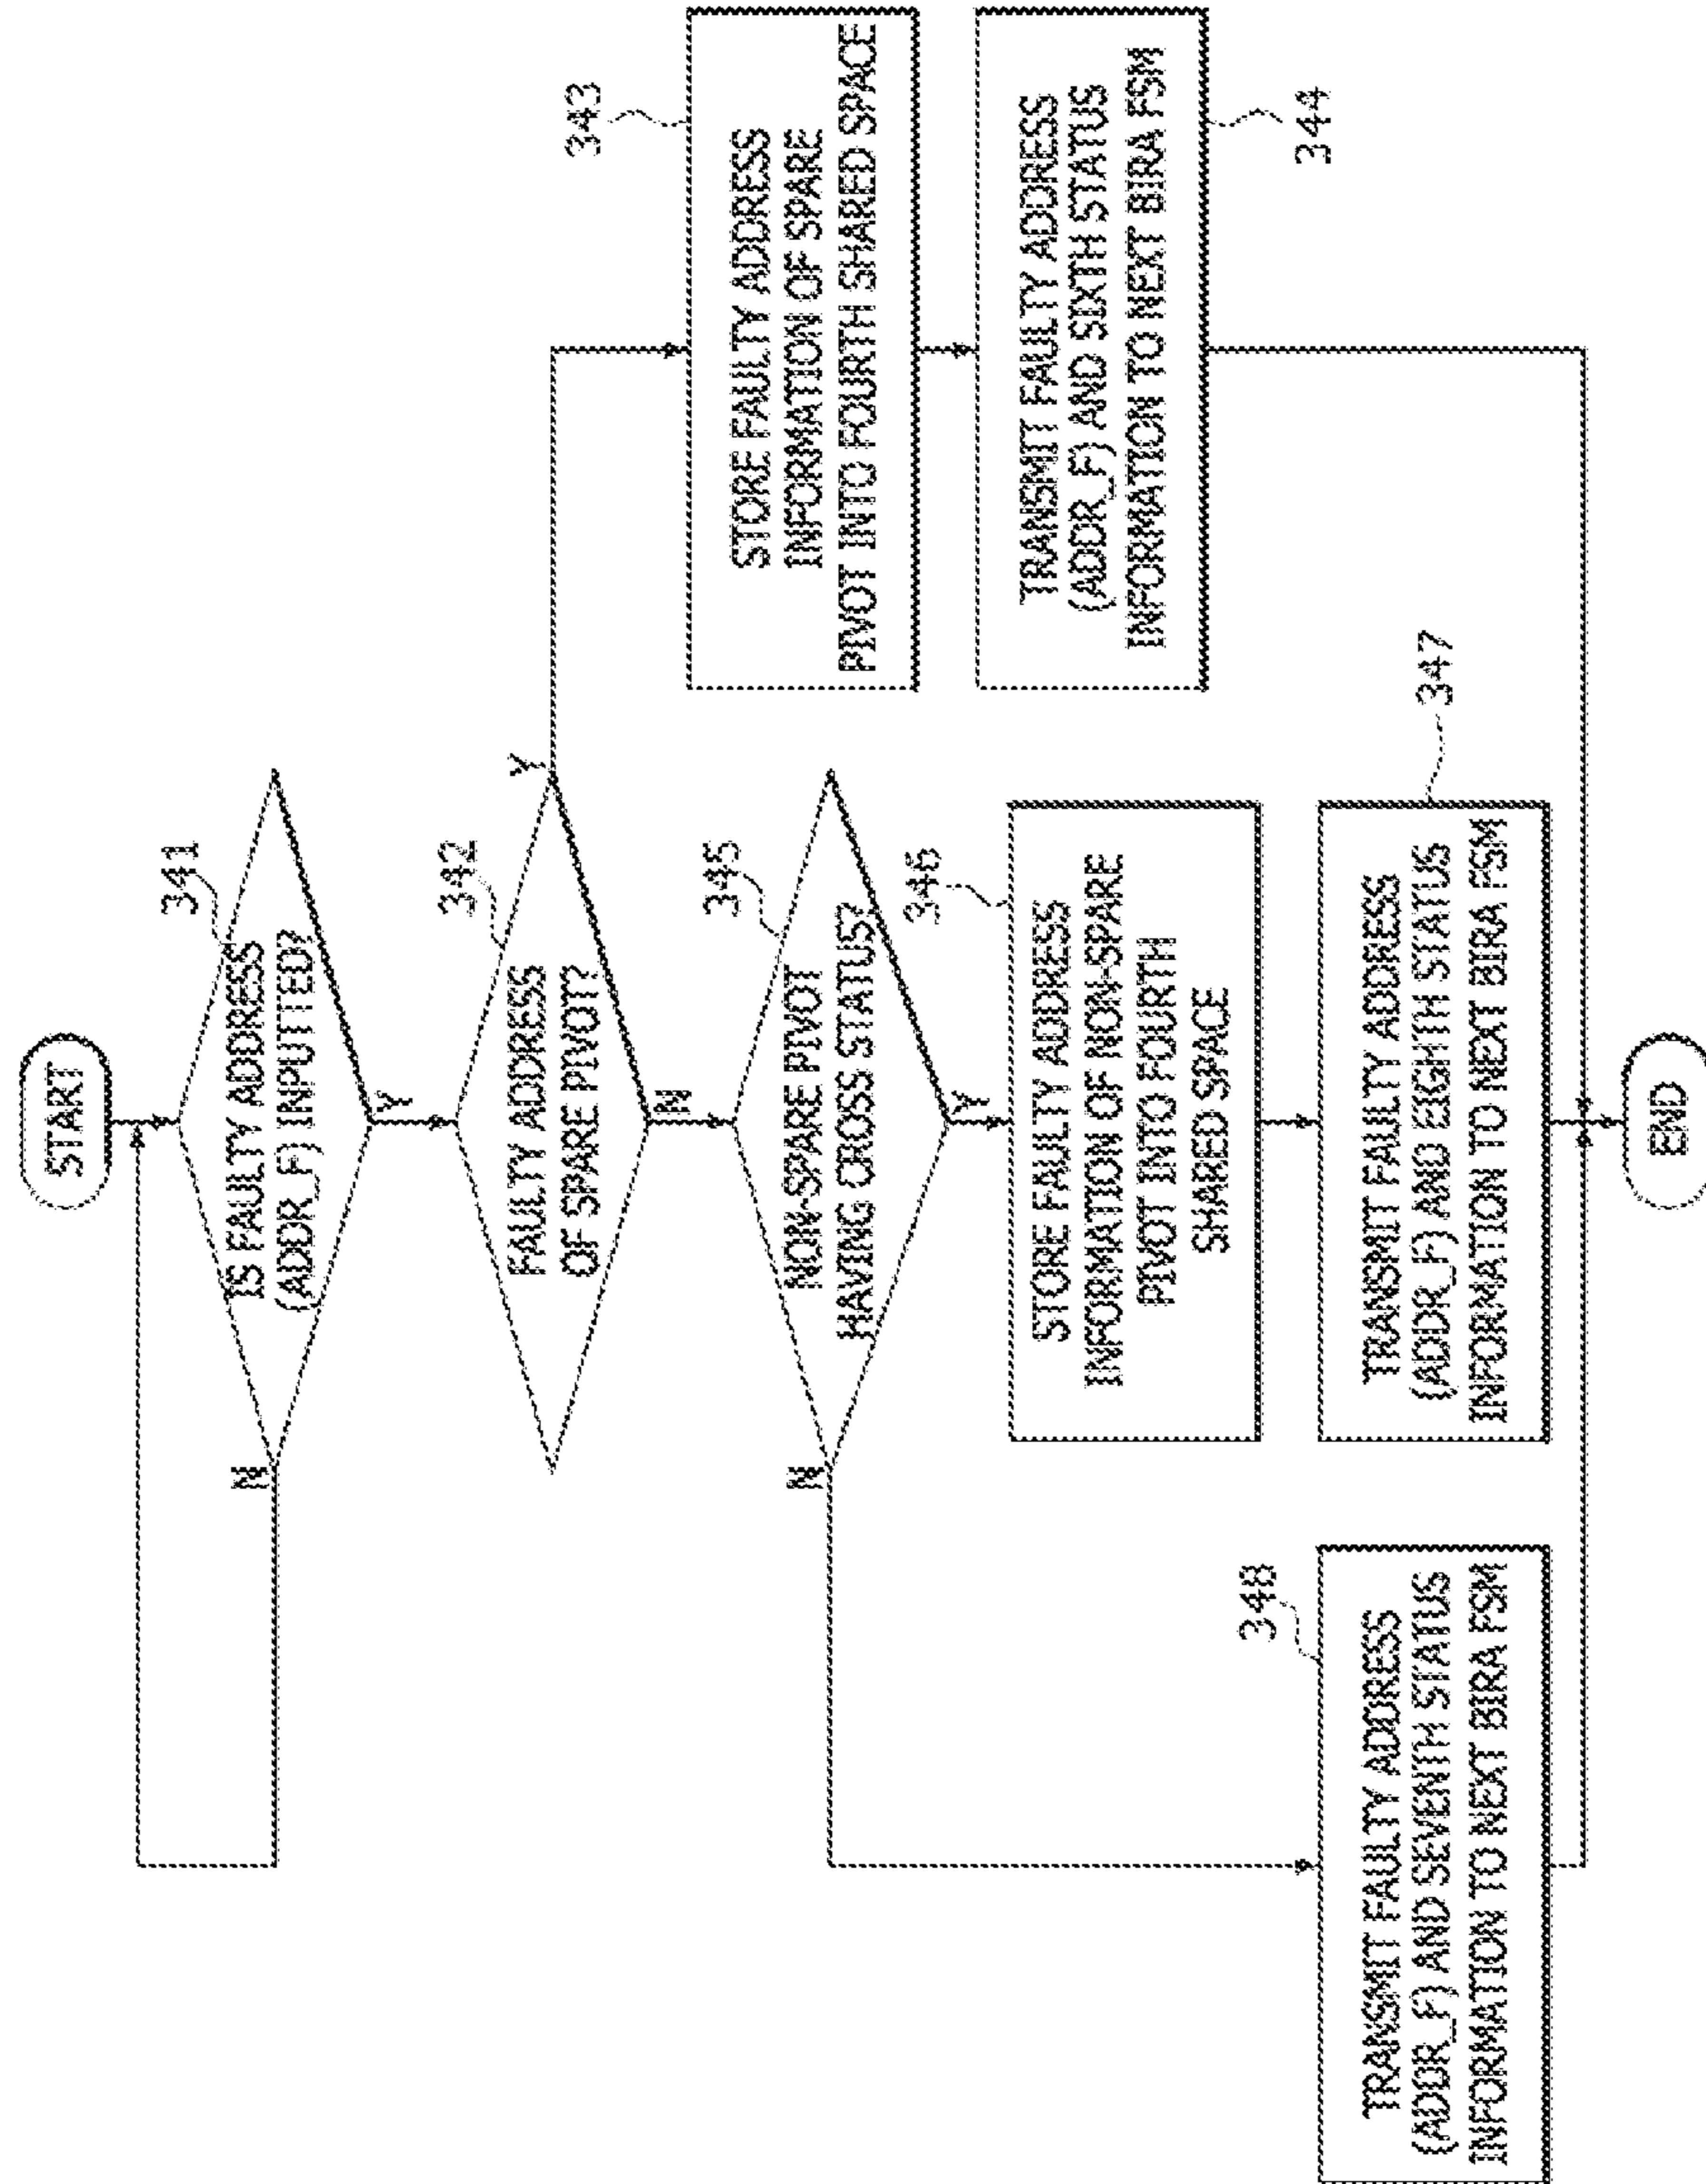 START
341
IS FAULTY ADDRESS
(ADDR_F) INPUTTED?
N
Y
342
FAULTY ADDRESS
OF SPARE PIVOT?
Y
N
343
STORE FAULTY ADDRESS
INFORMATION OF SPARE
PIVOT INTO FOURTH SHARED SPACE
344
TRANSMIT FAULTY ADDRESS
(ADDR_F) AND SIXTH STATUS
INFORMATION TO NEXT BIRA FSM
345
NON-SPARE PIVOT
HAVING CROSS STATUS?
N
Y
346
STORE FAULTY ADDRESS
INFORMATION OF NON-SPARE
PIVOT INTO FOURTH
SHARED SPACE
347
TRANSMIT FAULTY ADDRESS
(ADDR_F) AND EIGHTH STATUS
INFORMATION TO NEXT BIRA FSM
348
TRANSMIT FAULTY ADDRESS
(ADDR_F) AND SEVENTH STATUS
INFORMATION TO NEXT BIRA FSM
END